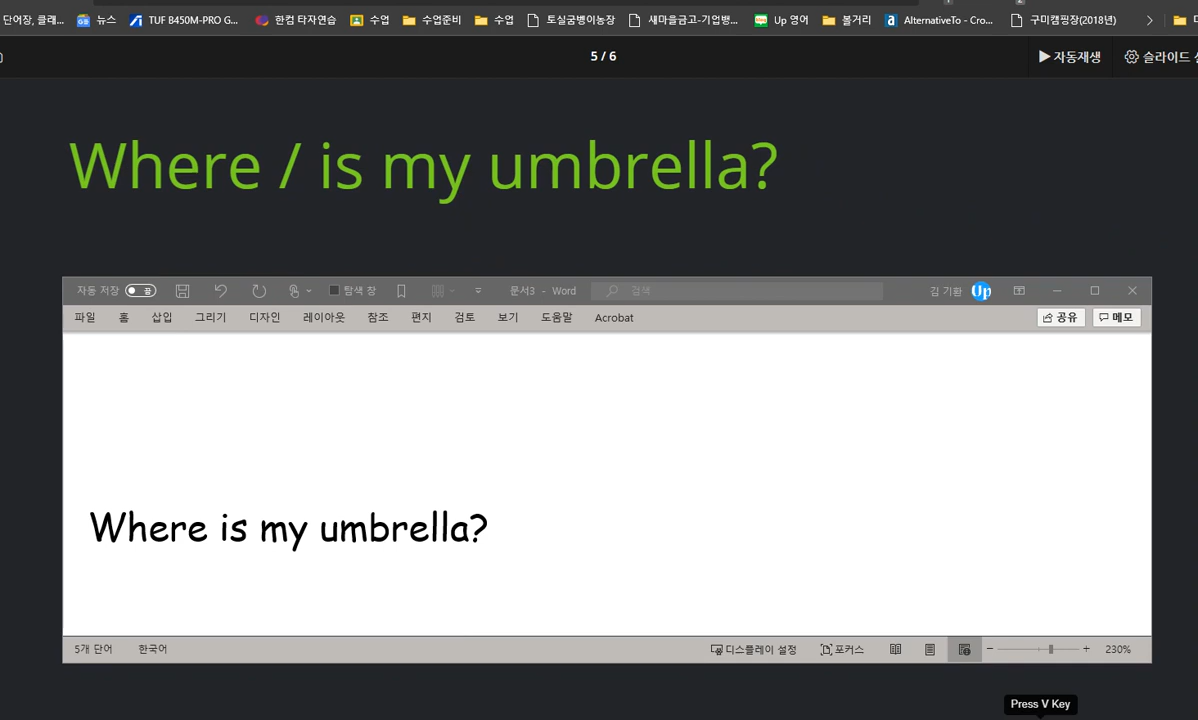 단어장, 클래... 뉴스 TUF B450M-PRO G... 한컴 타자연습 수업 수업준비 수업 토실굼벵이농장 새마을금고-기업뱅... Up 영어 볼거리 AlternativeTo - Cro... 구미캠핑장(2018년)
5 / 6 자동재생 슬라이드
Where / is my umbrella?
자동 저장 끔 탐색 창 문서3 - Word 검색 김 기환 Up
파일 홈 삽입 그리기 디자인 레이아웃 참조 편지 검토 보기 도움말 Acrobat 공유 메모
Where is my umbrella?
5개 단어 한국어 디스플레이 설정 포커스 230%
Press V Key